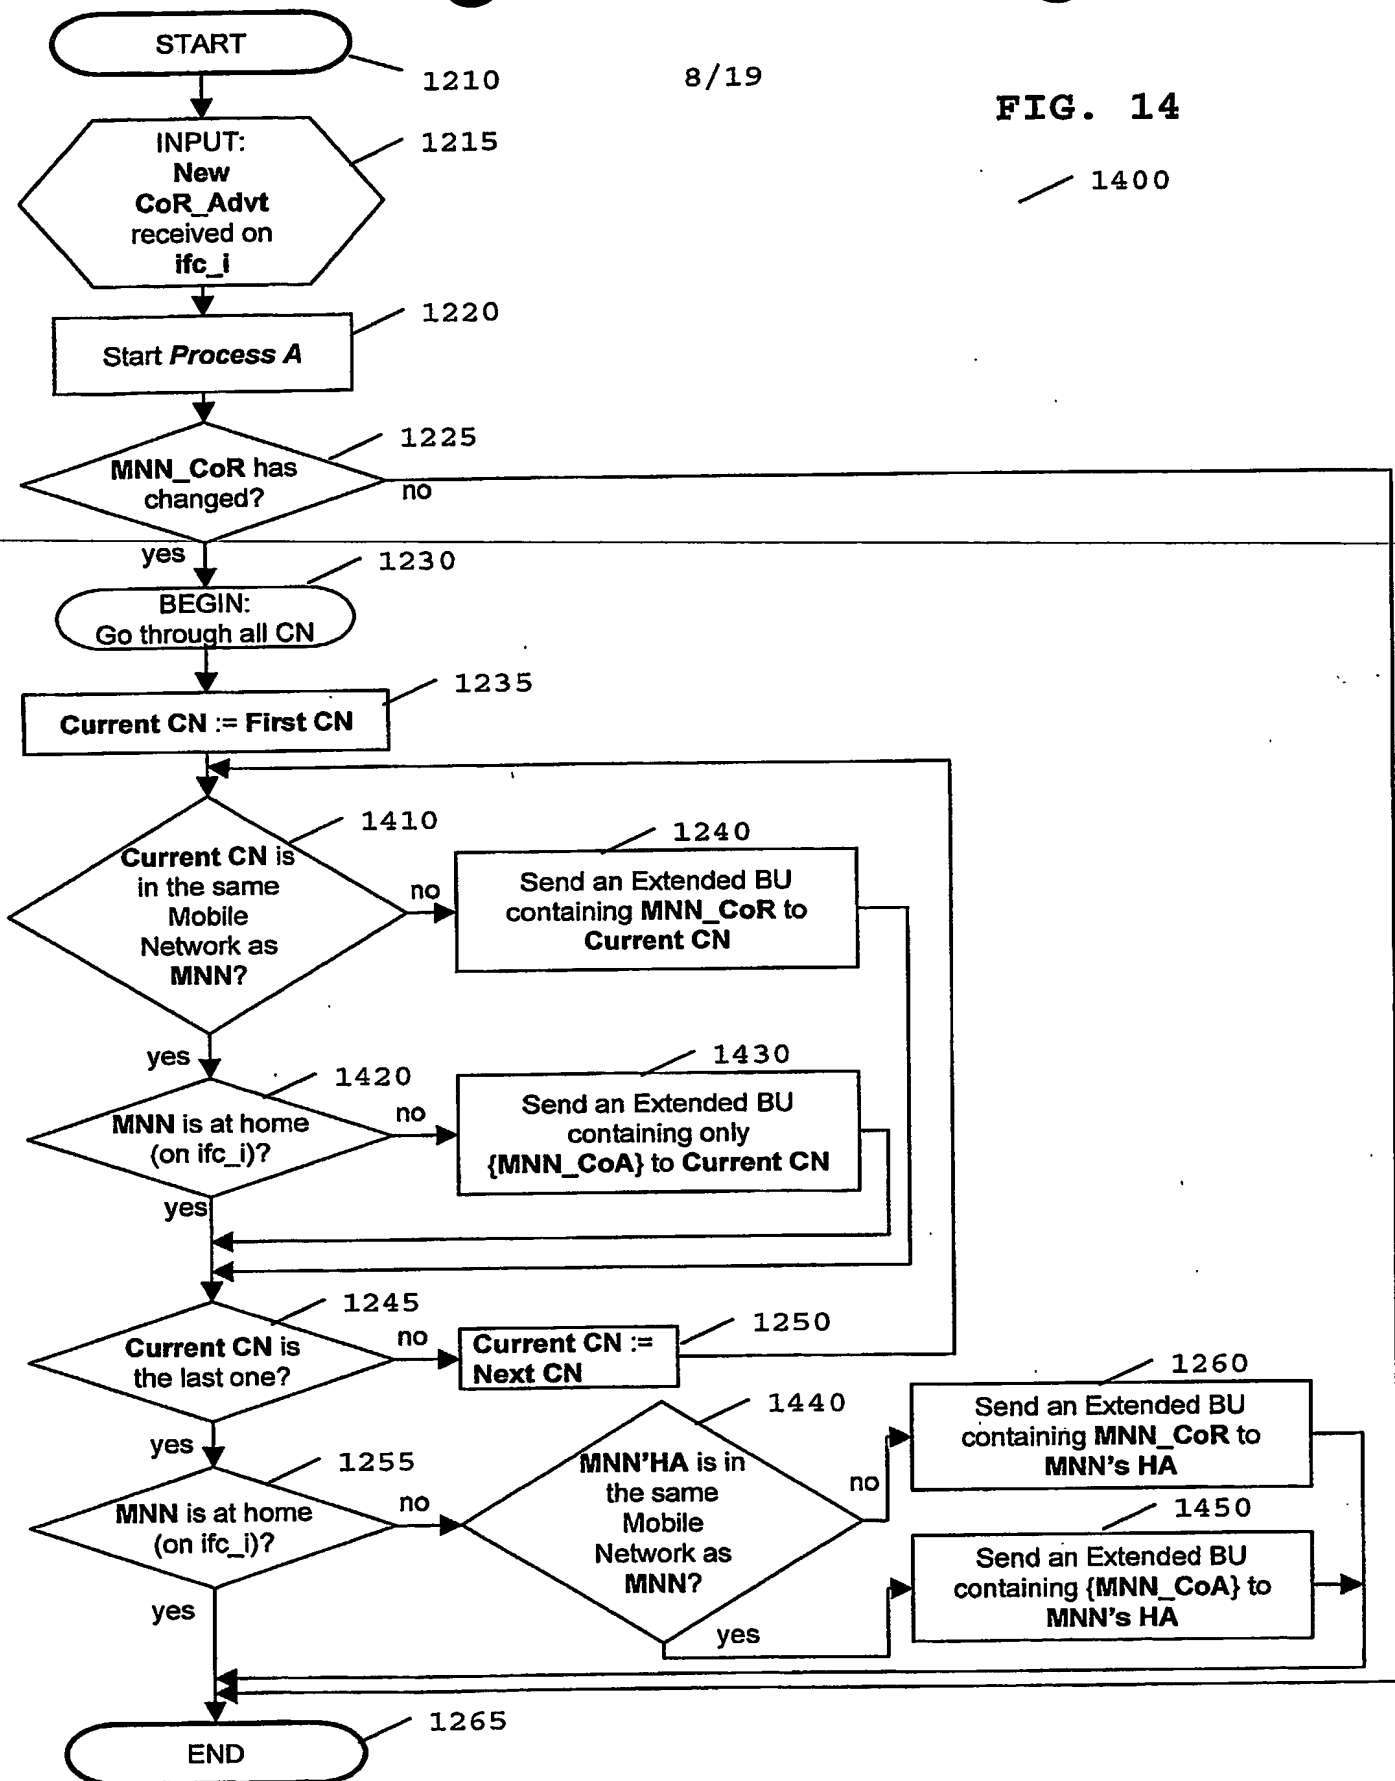 START
1210
8/19
FIG. 14
1400
INPUT:
New
CoR_Advt
received on
ifc_i
1215
Start Process A
1220
MNN_CoR has
changed?
1225
no
yes
BEGIN:
Go through all CN
1230
Current CN := First CN
1235
Current CN is
in the same
Mobile
Network as
MNN?
1410
no
Send an Extended BU
containing MNN_CoR to
Current CN
1240
yes
MNN is at home
(on ifc_i)?
1420
no
Send an Extended BU
containing only
{MNN_CoA} to Current CN
1430
yes
Current CN is
the last one?
1245
no
Current CN :=
Next CN
1250
yes
MNN is at home
(on ifc_i)?
1255
no
MNN'HA is in
the same
Mobile
Network as
MNN?
1440
no
Send an Extended BU
containing MNN_CoR to
MNN's HA
1260
yes
Send an Extended BU
containing {MNN_CoA} to
MNN's HA
1450
yes
END
1265